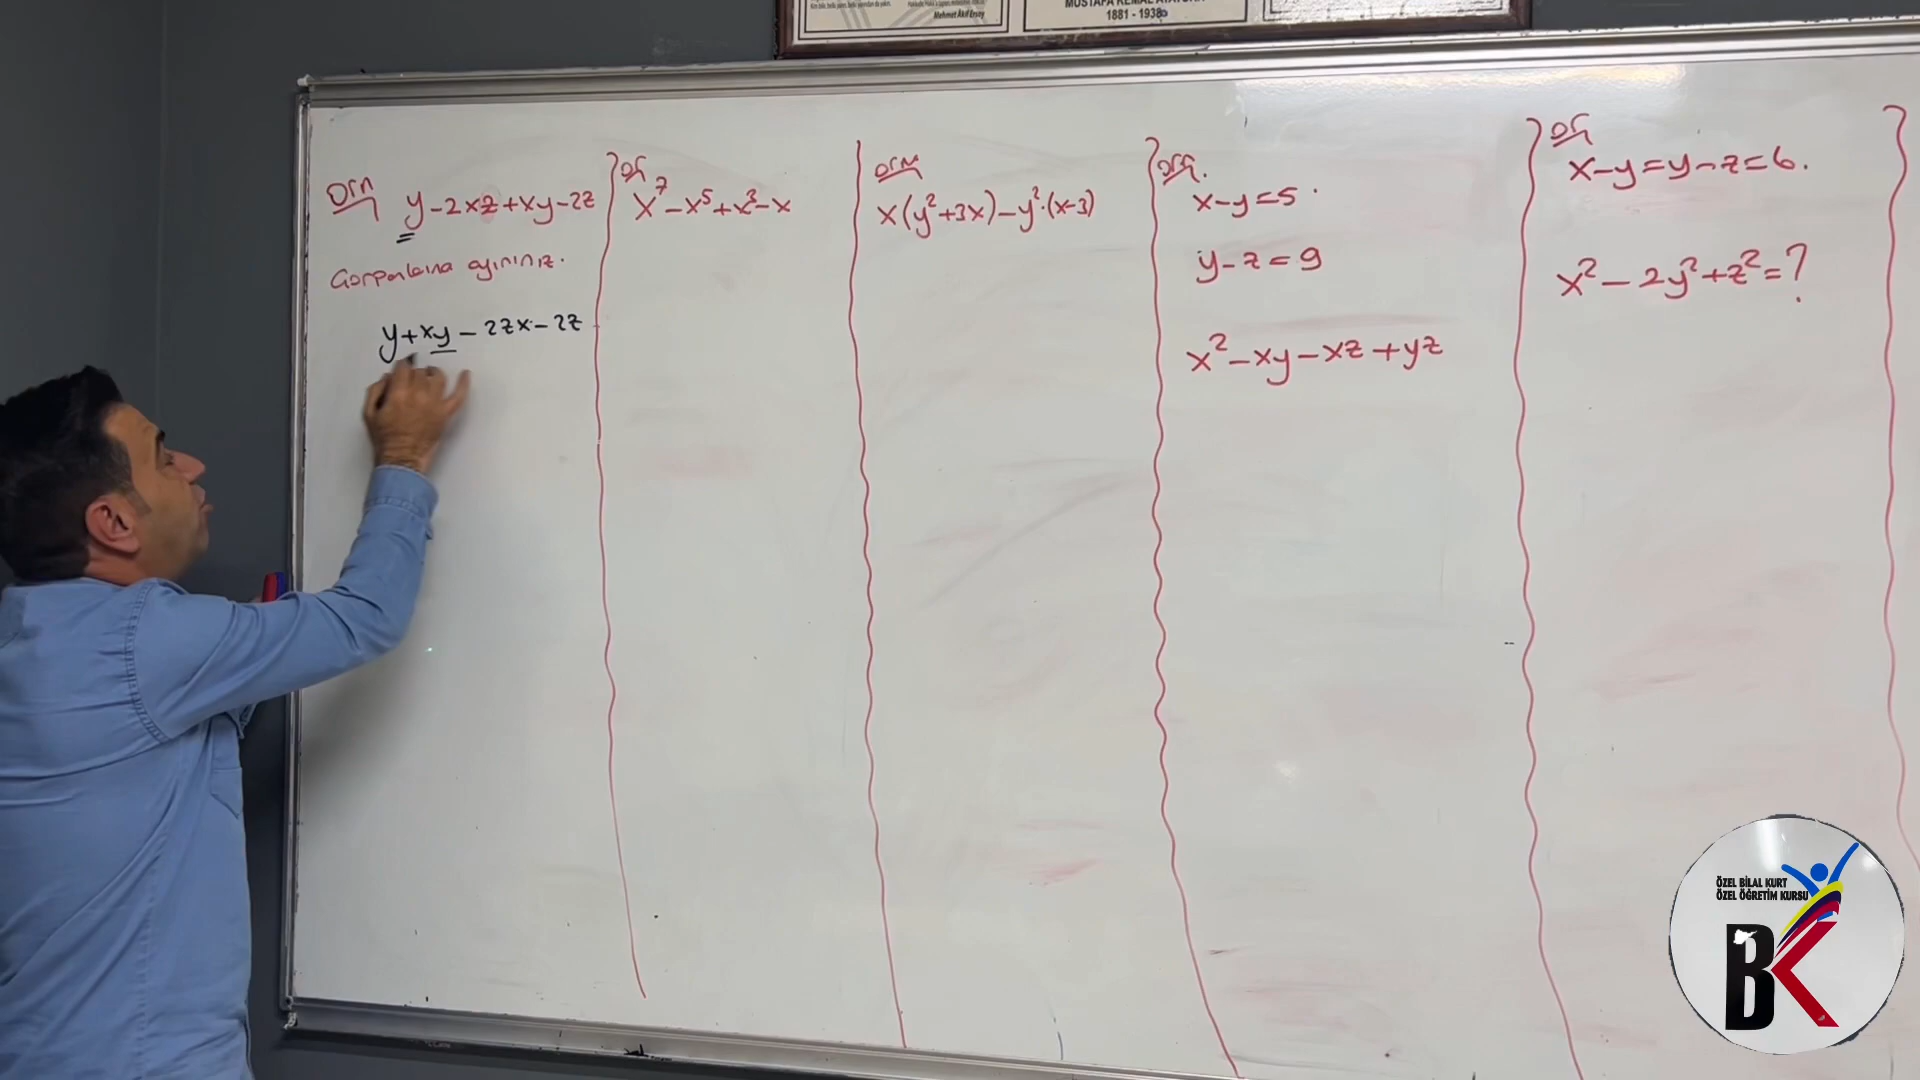 Mehmet Akif Ersoy
MUSTAFA KEMAL ATATÜRK
1881 - 1938
Örn
y-2xz+xy-2z
Çarpanlarına ayırınız.
y+xy-2zx-2z
ör
x⁷-x⁵+x³-x
örn
x(y²+3x)-y²·(x-3)
örn.
x-y=5
y-z=9
x²-xy-xz+yz
ör
x-y=y-z=6.
x²-2y²+z²=?
ÖZEL BİLAL KURT
ÖZEL ÖĞRETİM KURSU
BK